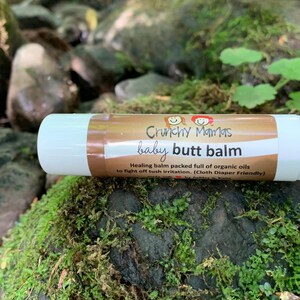 Crunchy Mamas
baby butt balm
Healing balm packed full of organic oils
to fight off tush irritation. (Cloth Diaper Friendly)